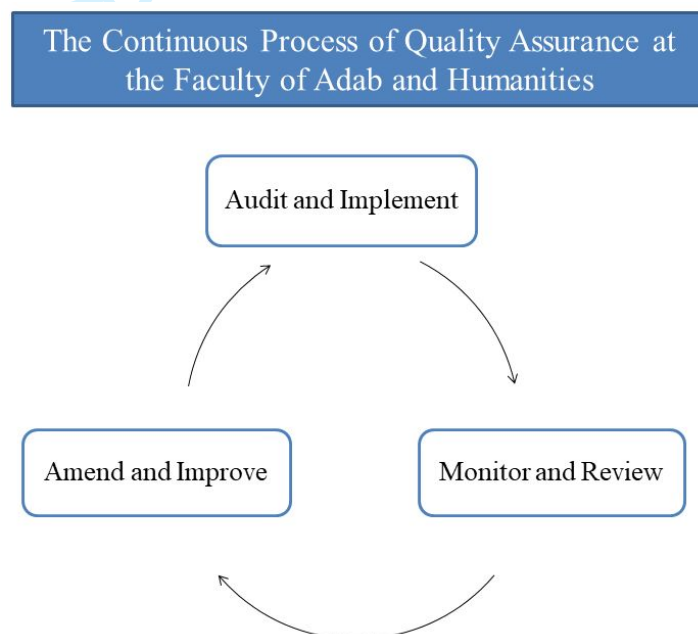 The Continuous Process of Quality Assurance at
the Faculty of Adab and Humanities
Audit and Implement
Amend and Improve
Monitor and Review